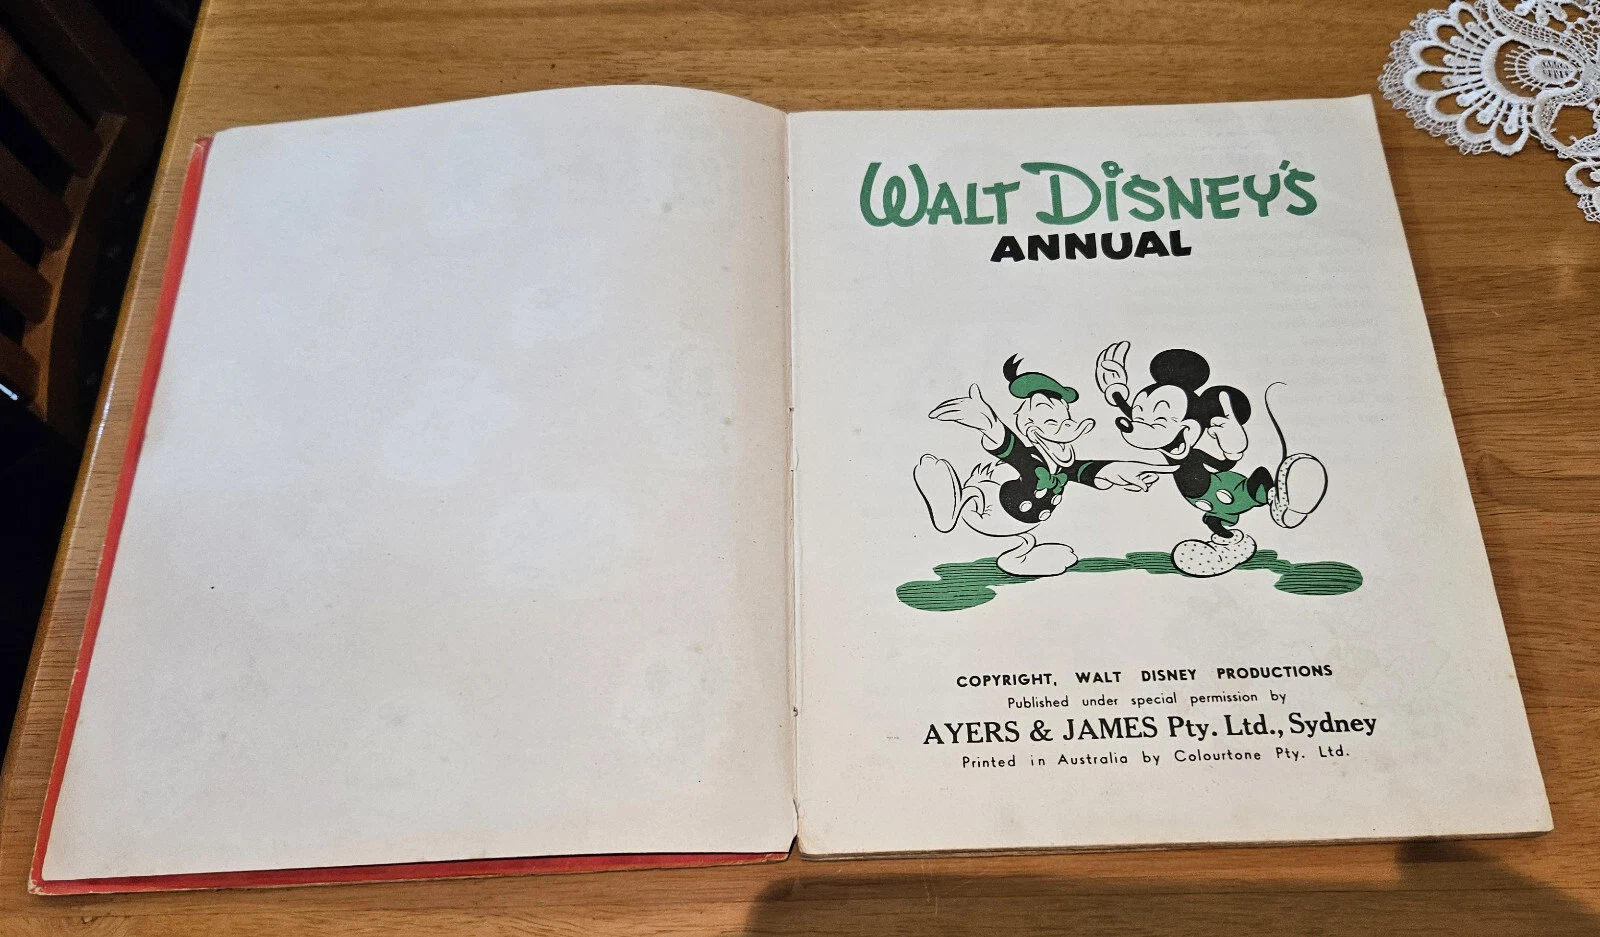 WALT DISNEY'S
ANNUAL
COPYRIGHT, WALT DISNEY PRODUCTIONS
Published under special permission by
AYERS & JAMES Pty. Ltd., Sydney
Printed in Australia by Colourtone Pty. Ltd.